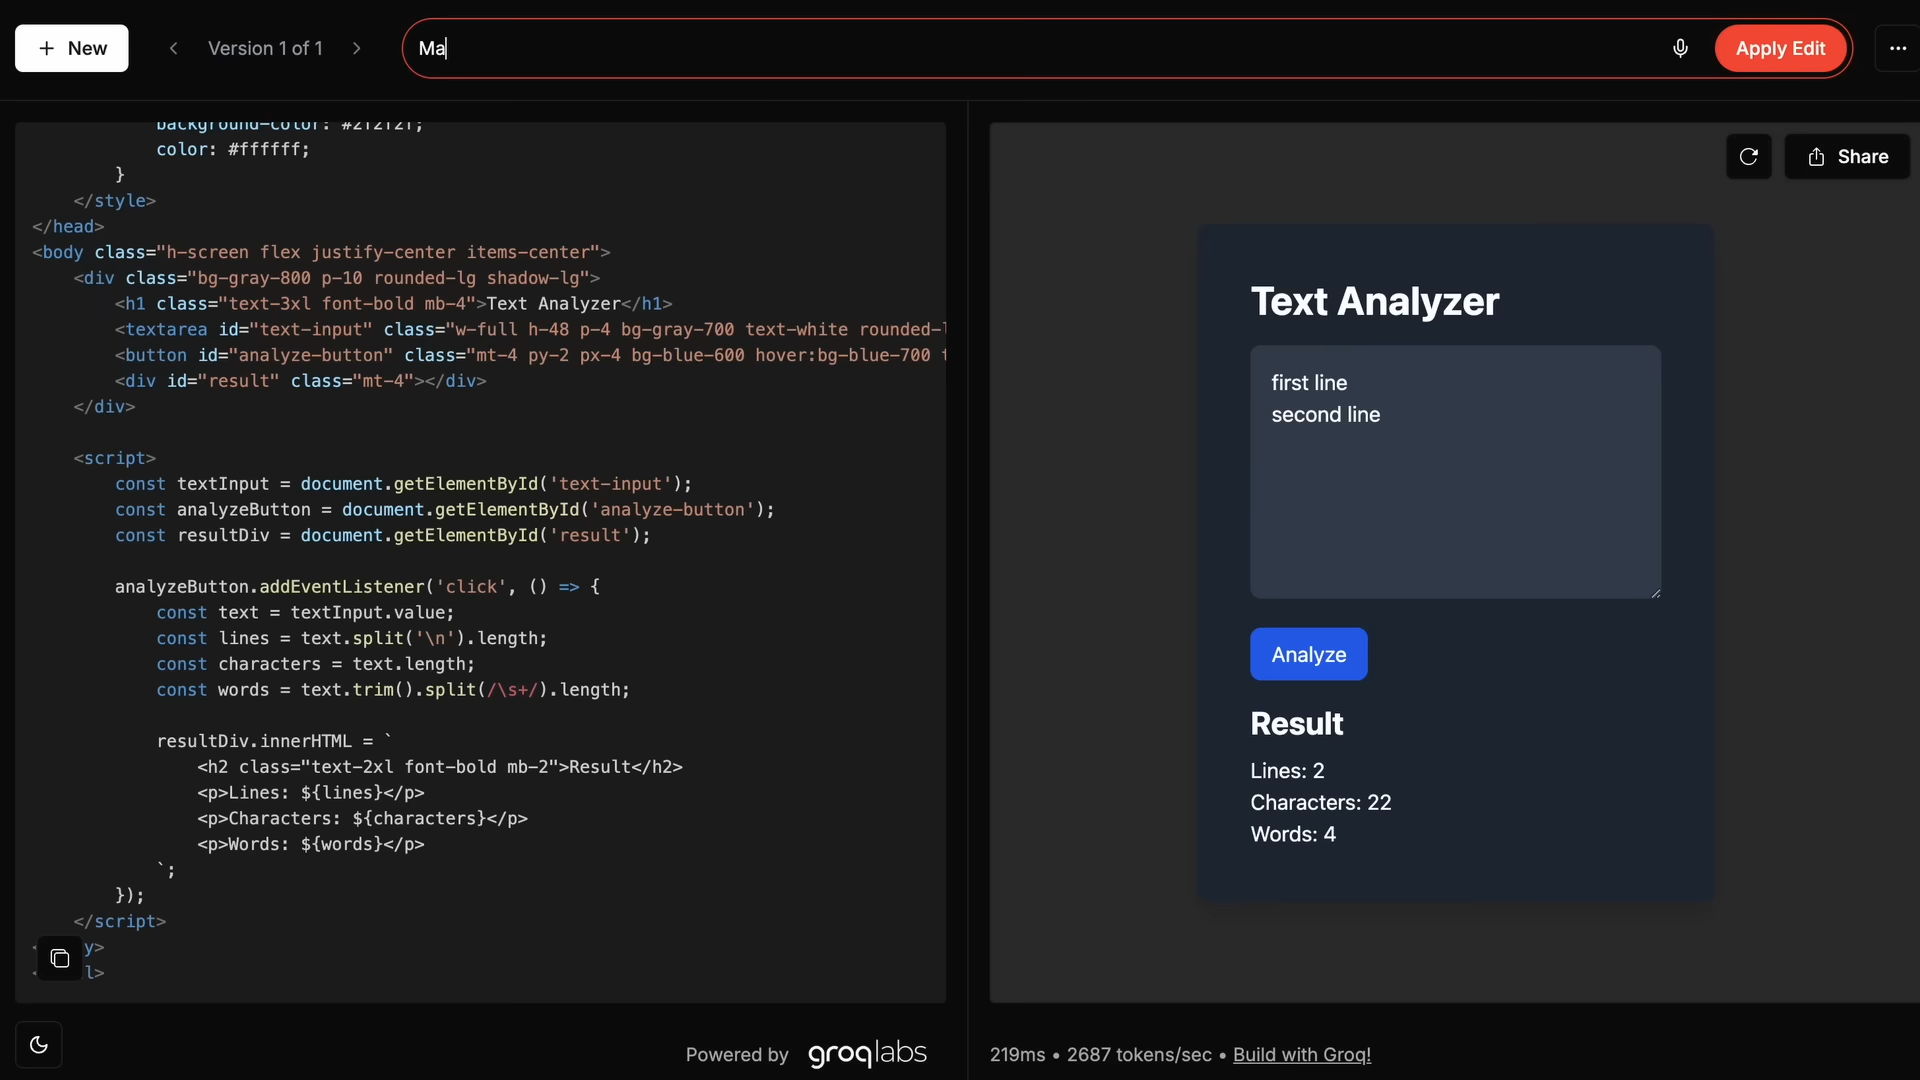 New
Version 1 of 1
Ma
Apply Edit
background-color: #2f2f2f;
color: #ffffff;
}
</style>
</head>
<body class="h-screen flex justify-center items-center">
<div class="bg-gray-800 p-10 rounded-lg shadow-lg">
<h1 class="text-3xl font-bold mb-4">Text Analyzer</h1>
<textarea id="text-input" class="w-full h-48 p-4 bg-gray-700 text-white rounded-l
<button id="analyze-button" class="mt-4 py-2 px-4 bg-blue-600 hover:bg-blue-700 t
<div id="result" class="mt-4"></div>
</div>
<script>
const textInput = document.getElementById('text-input');
const analyzeButton = document.getElementById('analyze-button');
const resultDiv = document.getElementById('result');
analyzeButton.addEventListener('click', () => {
const text = textInput.value;
const lines = text.split('\n').length;
const characters = text.length;
const words = text.trim().split(/\s+/).length;
resultDiv.innerHTML = `
<h2 class="text-2xl font-bold mb-2">Result</h2>
<p>Lines: ${lines}</p>
<p>Characters: ${characters}</p>
<p>Words: ${words}</p>
`;
});
</script>
y>
l>
Powered by groqlabs
Share
Text Analyzer
first line
second line
Analyze
Result
Lines: 2
Characters: 22
Words: 4
219ms • 2687 tokens/sec • Build with Groq!